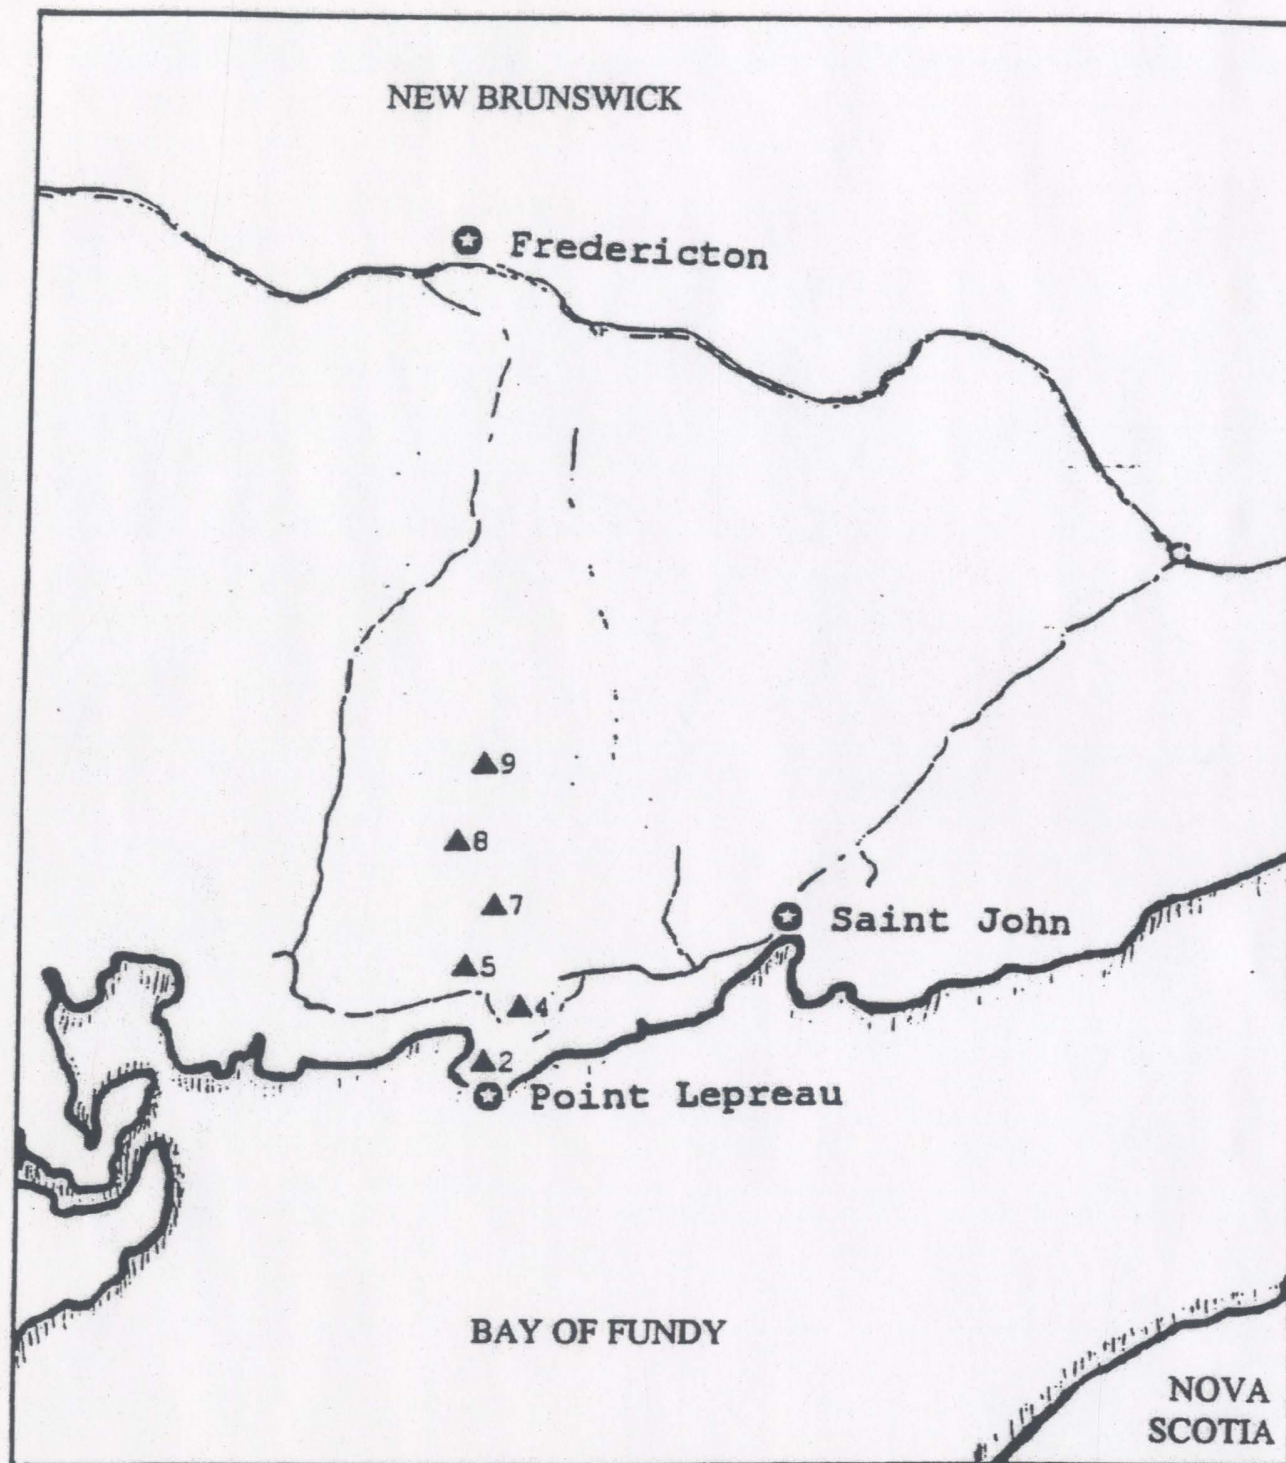 NEW BRUNSWICK
Fredericton
▲9
▲8
▲7
Saint John
▲5
▲4
▲2
Point Lepreau
BAY OF FUNDY
NOVA
SCOTIA